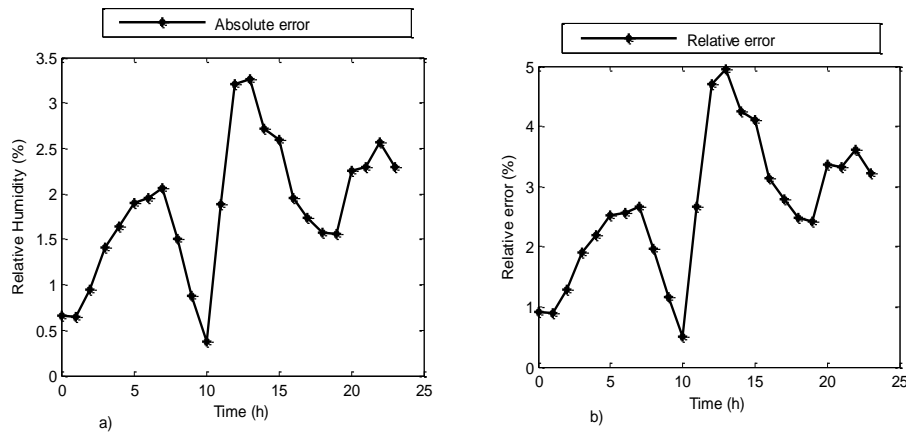 Absolute error
3.5
3
2.5
2
1.5
1
0.5
0
Relative Humidity (%)
0 5 10 15 20 25
Time (h)
a)
Relative error
5
4
3
2
1
0
Relative error (%)
0 5 10 15 20 25
Time (h)
b)